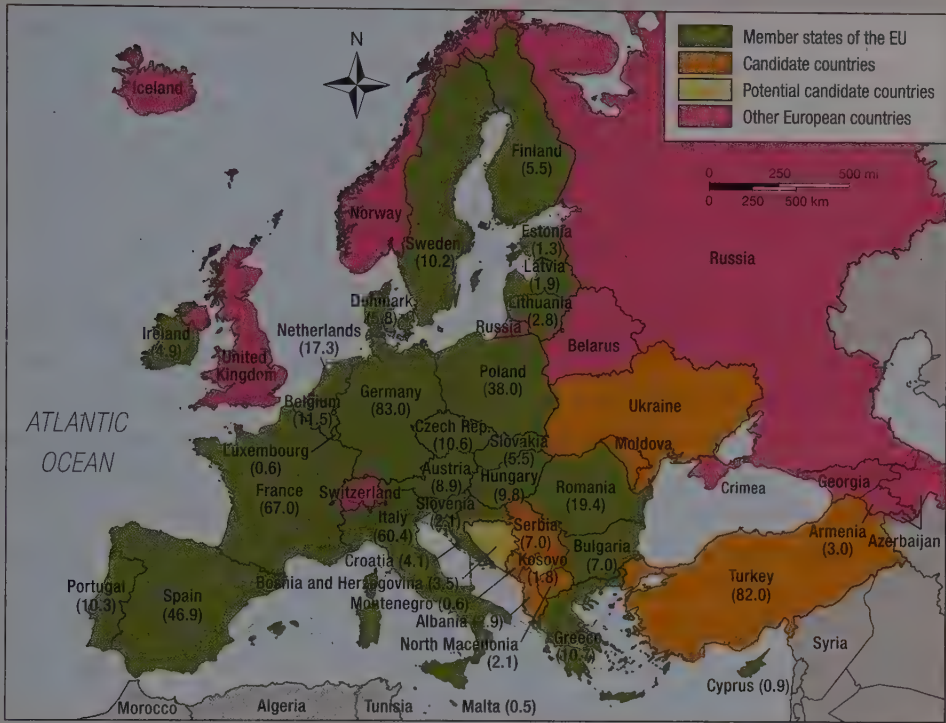 Member states of the EU
Candidate countries
Potential candidate countries
Other European countries
N
0 250 500 mi
0 250 500 km
Iceland
Finland
(5.5)
Norway
Sweden
(10.2)
Estonia
(1.3)
Latvia
(1.9)
Lithuania
(2.8)
Russia
Russia
Denmark
(5.8)
Ireland
(4.9)
United
Kingdom
Netherlands
(17.3)
Belarus
Poland
(38.0)
Germany
(83.0)
Belgium
(11.5)
Ukraine
ATLANTIC
OCEAN
Czech Rep.
(10.6)
Slovakia
(5.5)
Luxembourg
(0.6)
Moldova
Austria
(8.9)
Hungary
(9.8)
France
(67.0)
Switzerland
Slovenia
(2.1)
Romania
(19.4)
Crimea
Georgia
Italy
(60.4)
Serbia
(7.0)
Armenia
(3.0)
Azerbaijan
Croatia (4.1)
Kosovo
(1.8)
Bulgaria
(7.0)
Bosnia and Herzegovina (3.5)
Montenegro (0.6)
Albania
North Macedonia
(2.1)
Portugal
(10.3)
Spain
(46.9)
Turkey
(82.0)
Greece
(10.7)
Syria
Cyprus (0.9)
Morocco
Algeria
Tunisia
Malta (0.5)